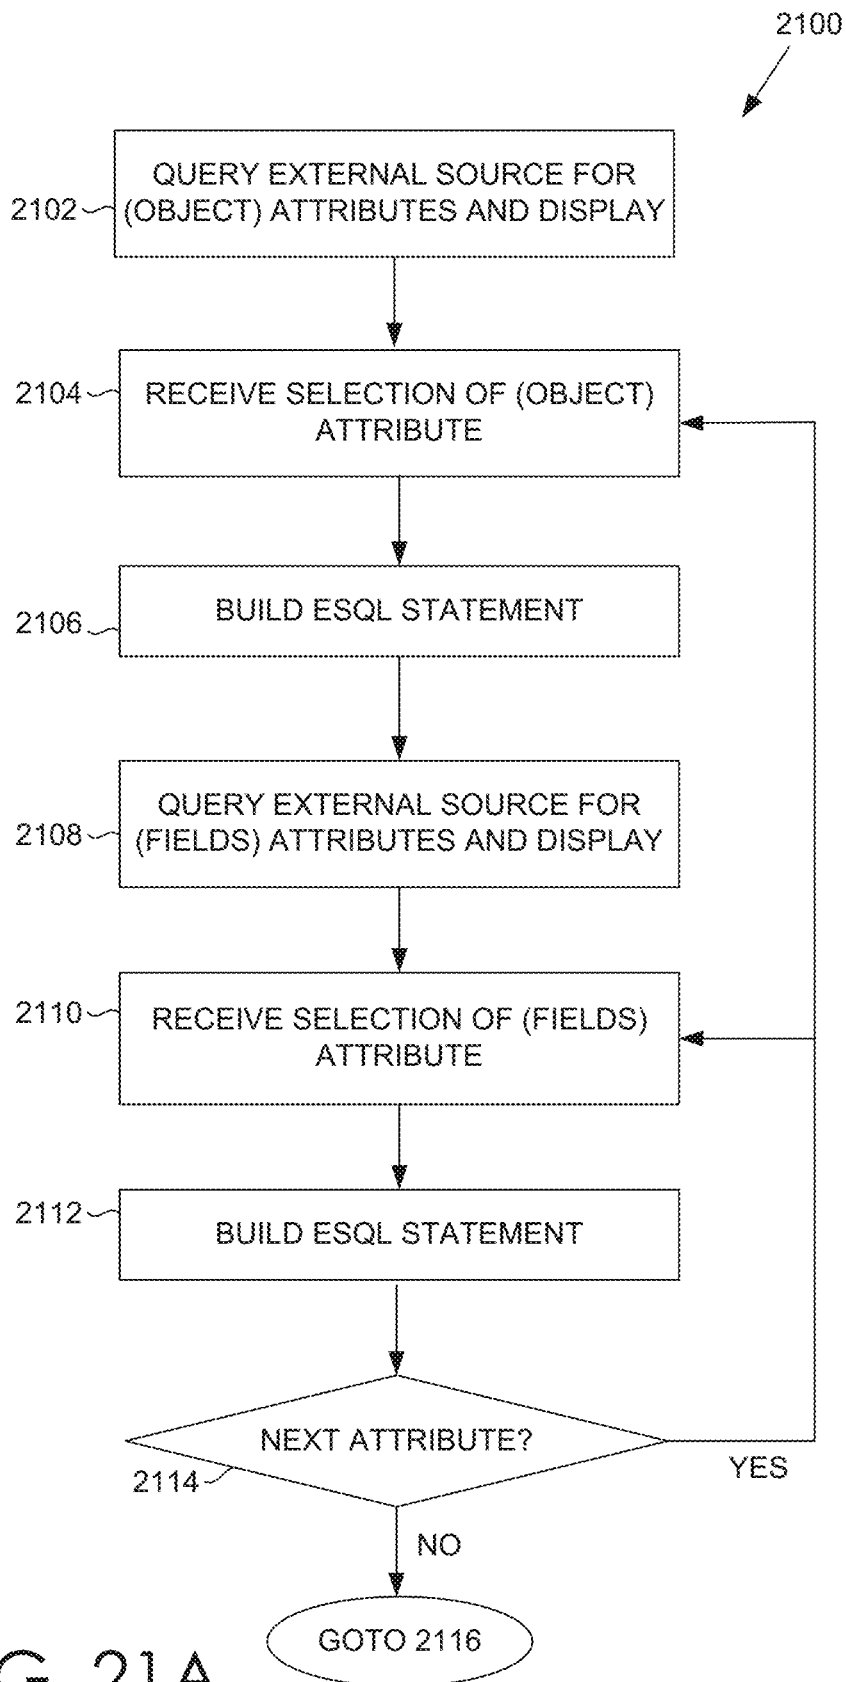 2100
QUERY EXTERNAL SOURCE FOR
(OBJECT) ATTRIBUTES AND DISPLAY
2102
2104
RECEIVE SELECTION OF (OBJECT)
ATTRIBUTE
BUILD ESQL STATEMENT
2106
QUERY EXTERNAL SOURCE FOR
(FIELDS) ATTRIBUTES AND DISPLAY
2108
2110
RECEIVE SELECTION OF (FIELDS)
ATTRIBUTE
2112
BUILD ESQL STATEMENT
NEXT ATTRIBUTE?
YES
2114
NO
GOTO 2116
G. 21A